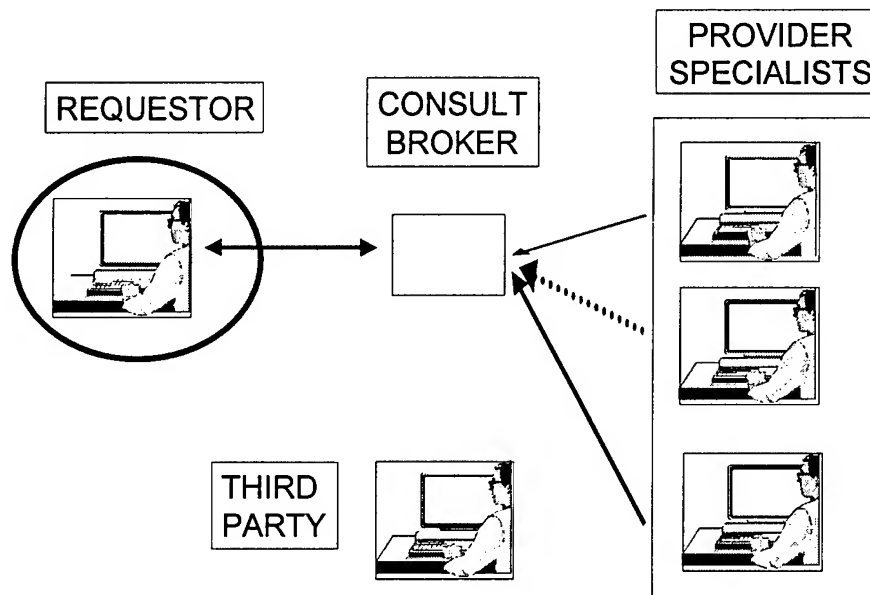 PROVIDER
SPECIALISTS
REQUESTOR
CONSULT
BROKER
THIRD
PARTY